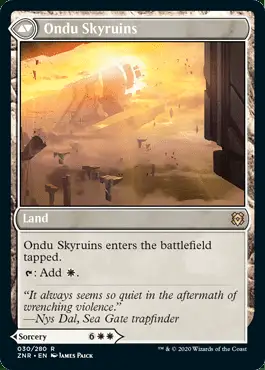 Ondu Skyruins
Land
Ondu Skyruins enters the battlefield
tapped.
: Add .
“It always seems so quiet in the aftermath of
wrenching violence.”
—Nys Dal, Sea Gate trapfinder
Sorcery 6
030/280 R
ZNR • EN JAMES PAICK
™ & © 2020 Wizards of the Coast